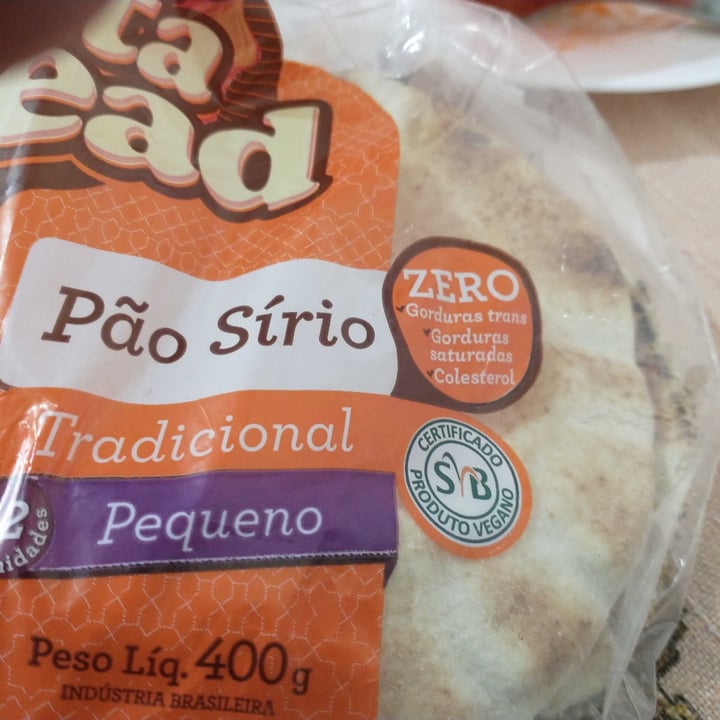 Pão Sírio
ZERO
Gorduras trans
Gorduras
saturadas
Colesterol
Tradicional
CERTIFICADO
SVB
PRODUTO VEGANO
Pequeno
Peso Líq. 400g
INDÚSTRIA BRASILEIRA